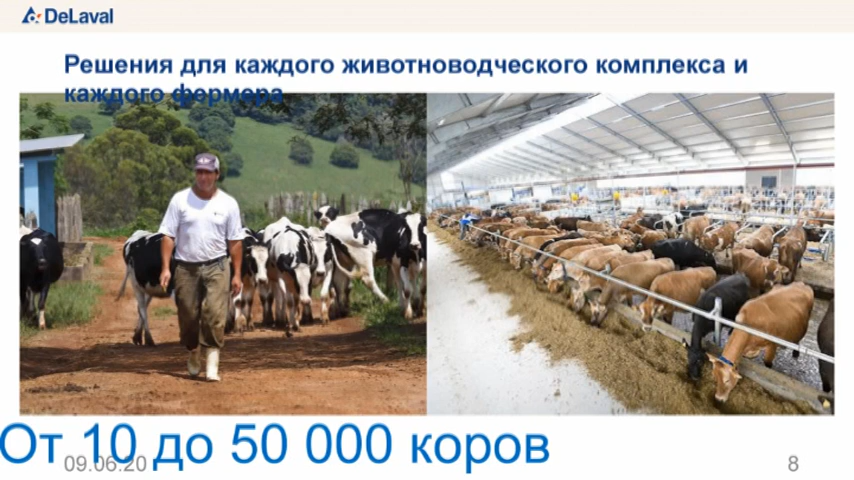 DeLaval
Решения для каждого животноводческого комплекса и
каждого фермера
От 10 до 50 000 коров
09.06.20
8